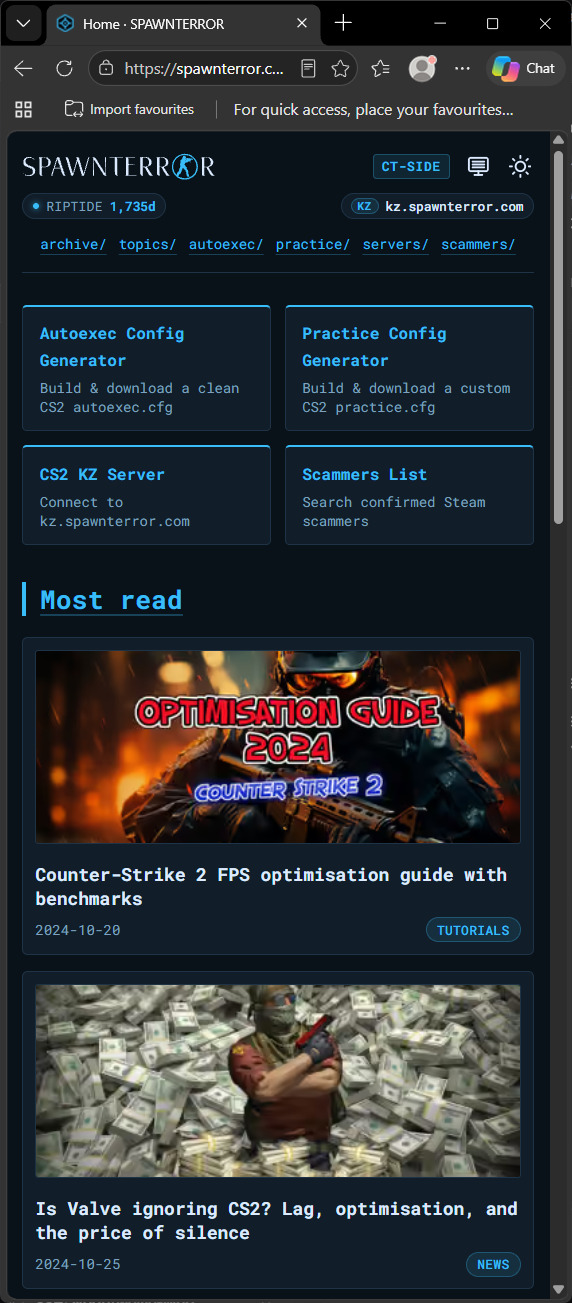 Home · SPAWNTERROR
https://spawnterror.c...
Chat
Import favourites
For quick access, place your favourites...
SPAWNTERROR
CT-SIDE
RIPTIDE 1,735d
KZ kz.spawnterror.com
archive/ topics/ autoexec/ practice/ servers/ scammers/
Autoexec Config
Generator
Build & download a clean
CS2 autoexec.cfg
Practice Config
Generator
Build & download a custom
CS2 practice.cfg
CS2 KZ Server
Connect to
kz.spawnterror.com
Scammers List
Search confirmed Steam
scammers
Most read
OPTIMISATION GUIDE
2024
COUNTER STRIKE 2
Counter-Strike 2 FPS optimisation guide with
benchmarks
2024-10-20
TUTORIALS
Is Valve ignoring CS2? Lag, optimisation, and
the price of silence
2024-10-25
NEWS